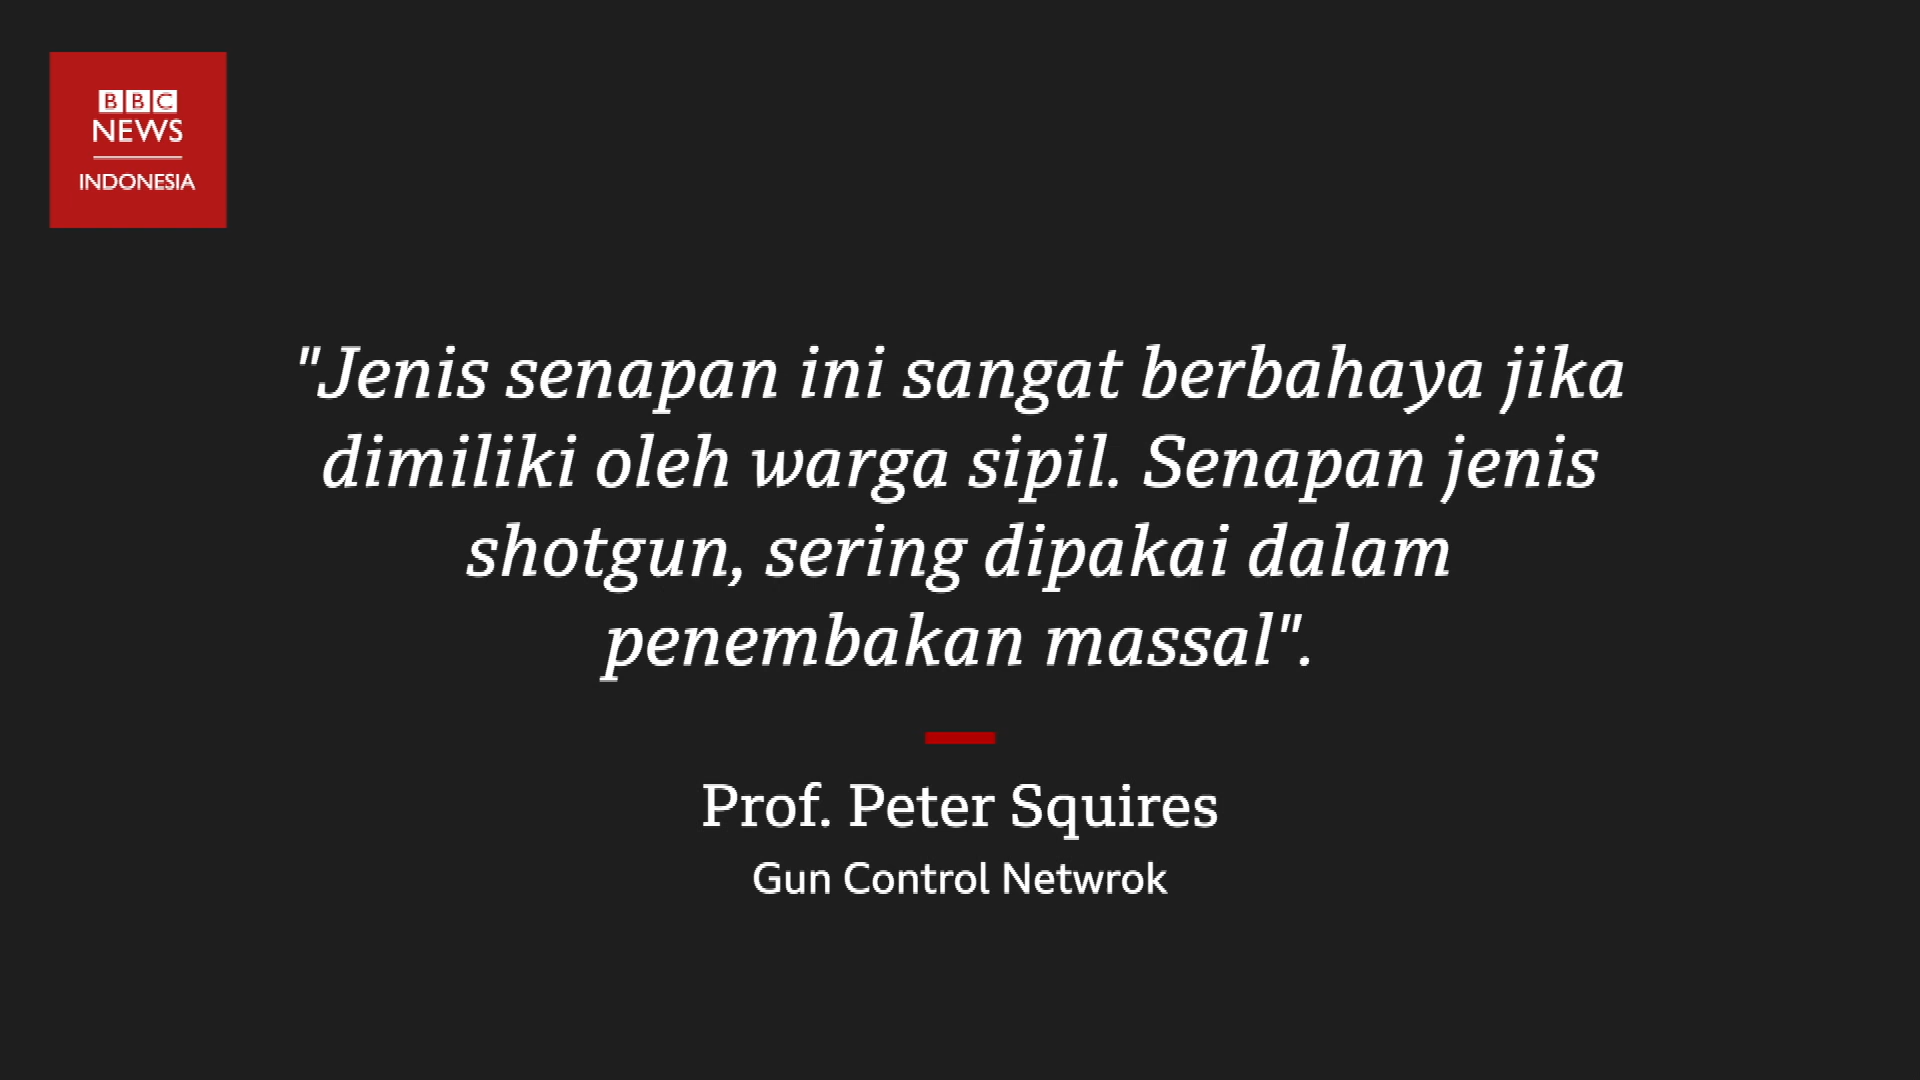 BBC
NEWS
INDONESIA
"Jenis senapan ini sangat berbahaya jika
dimiliki oleh warga sipil. Senapan jenis
shotgun, sering dipakai dalam
penembakan massal".
Prof. Peter Squires
Gun Control Netwrok